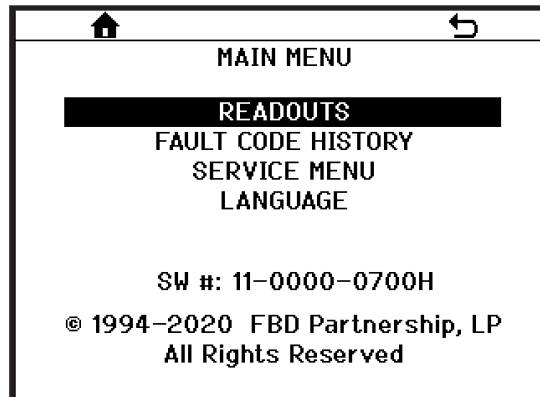 MAIN MENU
READOUTS
FAULT CODE HISTORY
SERVICE MENU
LANGUAGE
SW #: 11-0000-0700H
© 1994-2020 FBD Partnership, LP
All Rights Reserved